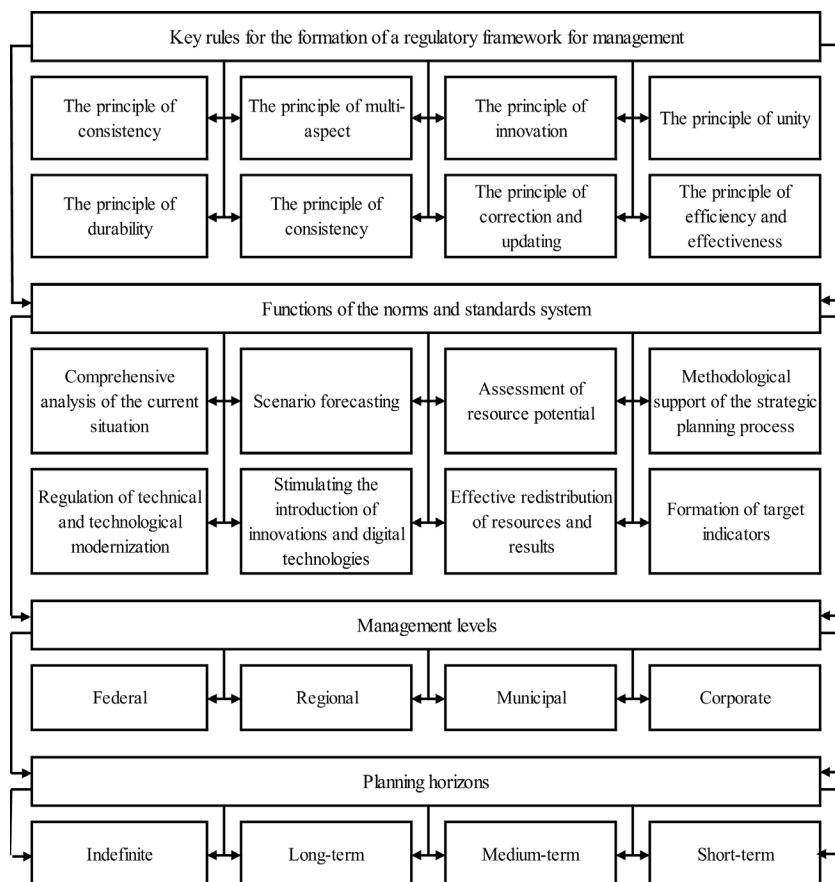 Key rules for the formation of a regulatory framework for management
The principle of
consistency
The principle of multi-
aspect
The principle of
innovation
The principle of unity
The principle of
durability
The principle of
consistency
The principle of
correction and
updating
The principle of
efficiency and
effectiveness
Functions of the norms and standards system
Comprehensive
analysis of the current
situation
Scenario forecasting
Assessment of
resource potential
Methodological
support of the strategic
planning process
Regulation of technical
and technological
modernization
Stimulating the
introduction of
innovations and digital
technologies
Effective redistribution
of resources and
results
Formation of target
indicators
Management levels
Federal
Regional
Municipal
Corporate
Planning horizons
Indefinite
Long-term
Medium-term
Short-term